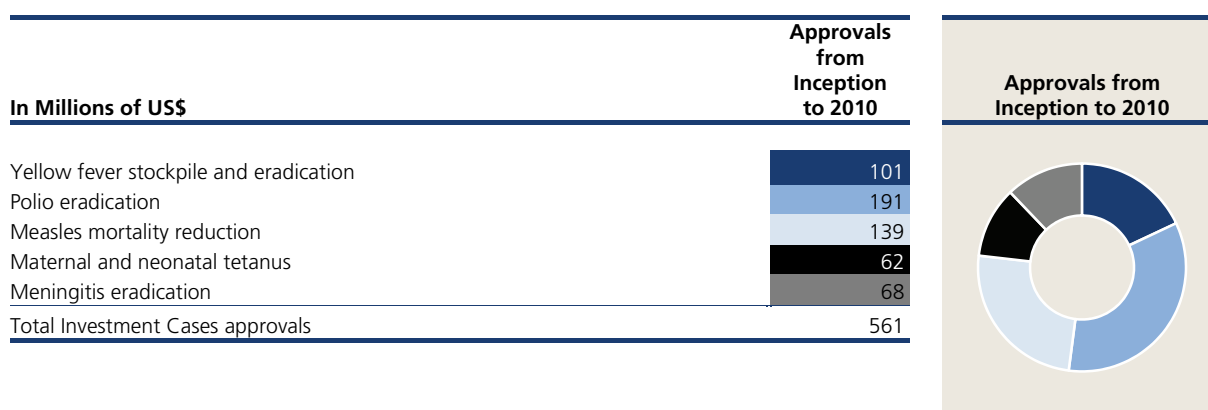 Approvals
from
Inception
In Millions of US$ to 2010
Yellow fever stockpile and eradication 101
Polio eradication 191
Measles mortality reduction 139
Maternal and neonatal tetanus 62
Meningitis eradication 68
Total Investment Cases approvals 561
Approvals from
Inception to 2010